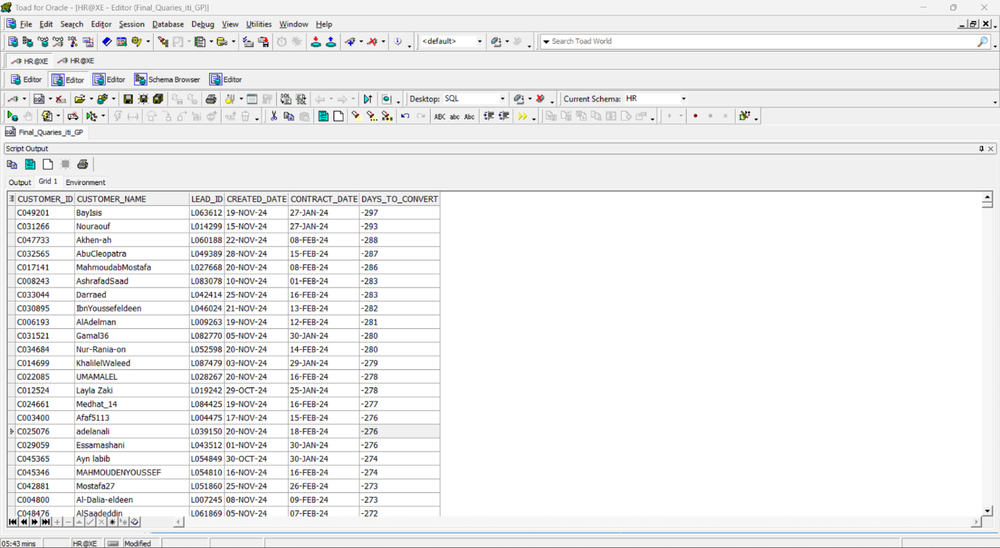 Toad for Oracle - [HR@XE - Editor (Final_Quaries_iti_GP)]
File Edit Search Editor Session Database Debug View Utilities Window Help
<default> Search Toad World
HR@XE HR@XE
Editor Editor Editor Schema Browser Editor
Desktop: SQL Current Schema: HR
ABC abc Abc
Final_Quaries_iti_GP
Script Output
Output Grid 1 Environment
CUSTOMER_ID CUSTOMER_NAME LEAD_ID CREATED_DATE CONTRACT_DATE DAYS_TO_CONVERT
C049201 BayIsis L063612 19-NOV-24 27-JAN-24 -297
C031266 Nouraouf L014299 15-NOV-24 27-JAN-24 -293
C047733 Akhen-ah L060188 22-NOV-24 08-FEB-24 -288
C032565 AbuCleopatra L049389 28-NOV-24 15-FEB-24 -287
C017141 MahmoudabMostafa L027668 20-NOV-24 08-FEB-24 -286
C008243 AshrafadSaad L083078 10-NOV-24 01-FEB-24 -283
C033044 Darraed L042414 25-NOV-24 16-FEB-24 -283
C030895 IbnYoussefeldeen L046024 21-NOV-24 13-FEB-24 -282
C006193 AlAdelman L009263 19-NOV-24 12-FEB-24 -281
C031521 Gamal36 L082770 05-NOV-24 30-JAN-24 -280
C034684 Nur-Rania-on L052598 20-NOV-24 14-FEB-24 -280
C014699 KhalilelWaleed L087479 03-NOV-24 29-JAN-24 -279
C022085 UMAMALEL L028267 20-NOV-24 16-FEB-24 -278
C012524 Layla Zaki L019242 29-OCT-24 25-JAN-24 -278
C024661 Medhat_14 L084425 19-NOV-24 16-FEB-24 -277
C003400 Afaf5113 L004475 17-NOV-24 15-FEB-24 -276
C025076 adelanali L039150 20-NOV-24 18-FEB-24 -276
C029059 Essamashani L043512 01-NOV-24 30-JAN-24 -276
C045365 Ayn labib L054849 30-OCT-24 30-JAN-24 -274
C045346 MAHMOUDENYOUSSEF L054810 16-NOV-24 16-FEB-24 -274
C042881 Mostafa27 L051860 25-NOV-24 26-FEB-24 -273
C004800 Al-Dalia-eldeen L007245 08-NOV-24 09-FEB-24 -273
C048476 AlSaadeddin L061869 05-NOV-24 07-FEB-24 -272
05:43 mins HR@XE Modified